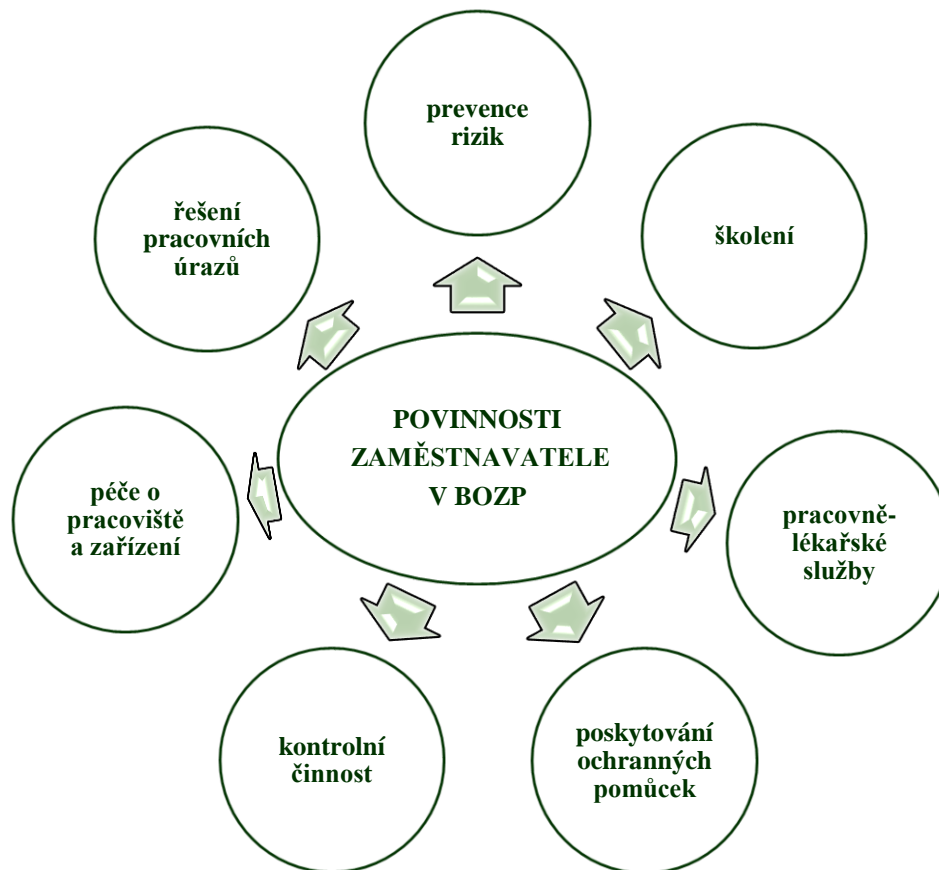 prevence
rizik
školení
pracovně-
lékařské
služby
poskytování
ochranných
pomůcek
kontrolní
činnost
péče o
pracoviště
a zařízení
řešení
pracovních
úrazů
POVINNOSTI
ZAMĚSTNAVATELE
V BOZP